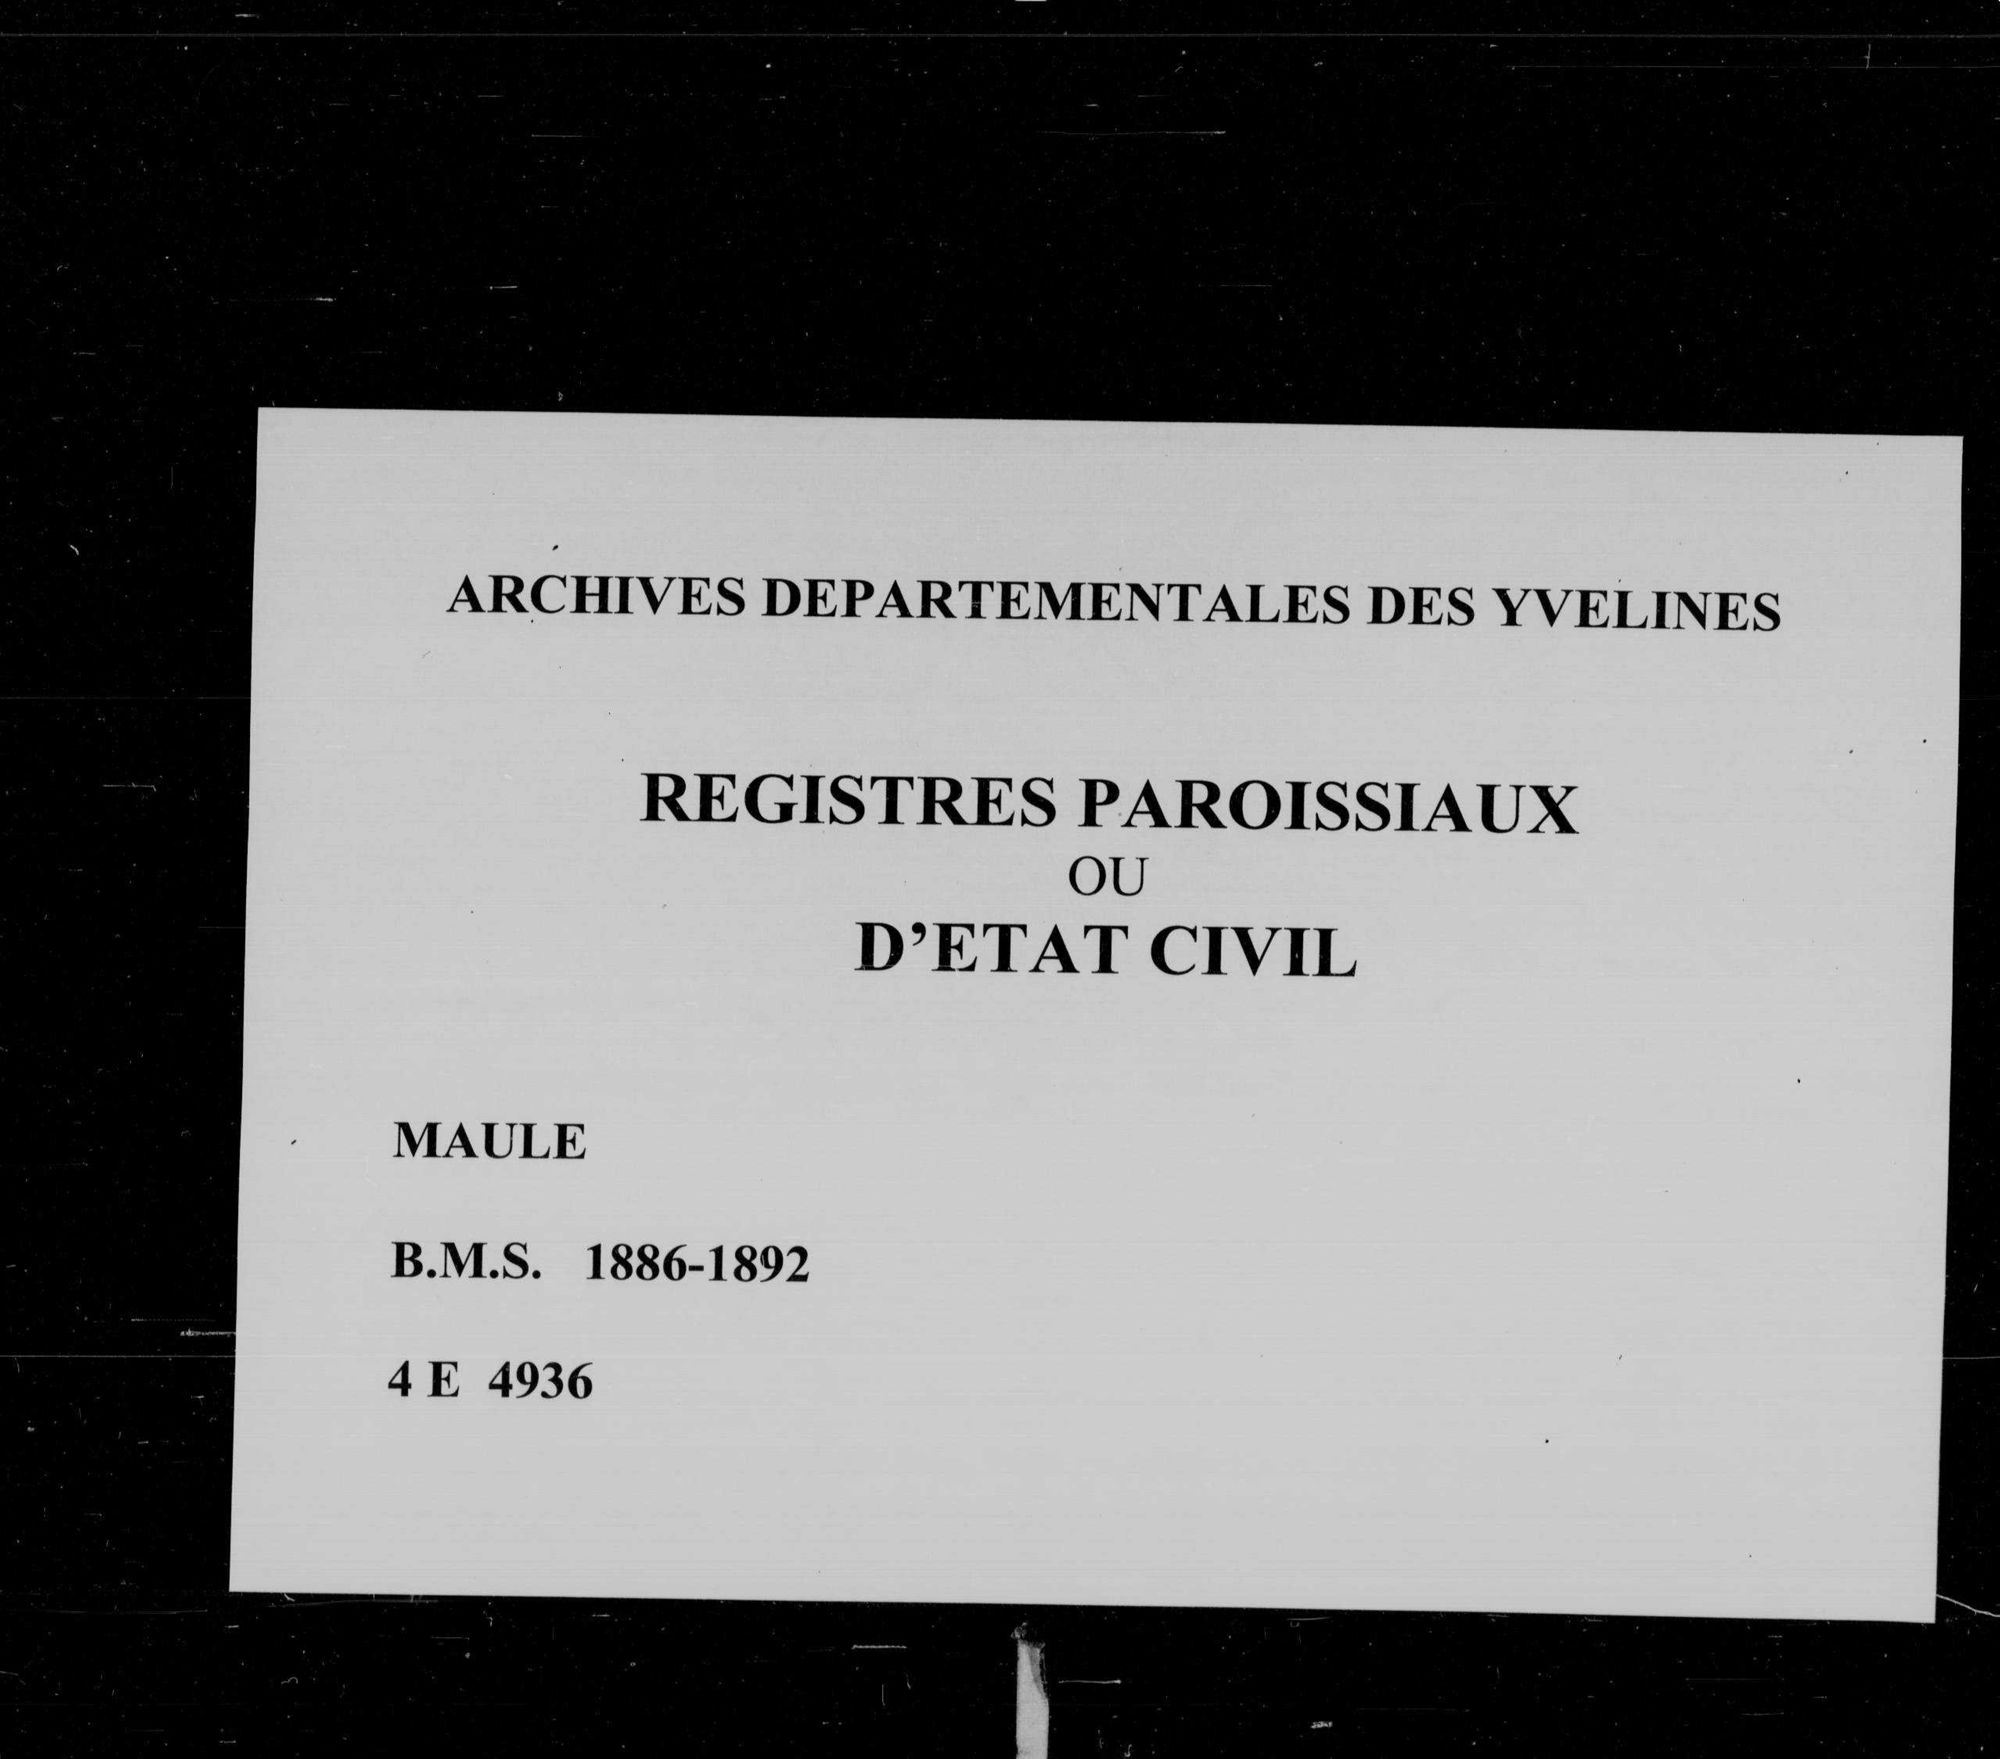 ARCHIVES DEPARTEMENTALES DES YVELINES
REGISTRES PAROISSIAUX
OU
D'ETAT CIVIL
MAULE
B.M.S. 1886-1892
4 E 4936